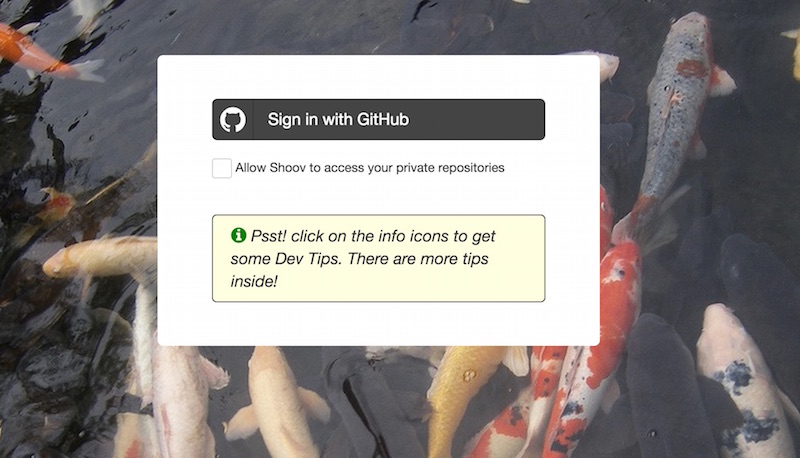 Sign in with GitHub
Allow Shoov to access your private repositories
Psst! click on the info icons to get
some Dev Tips. There are more tips
inside!